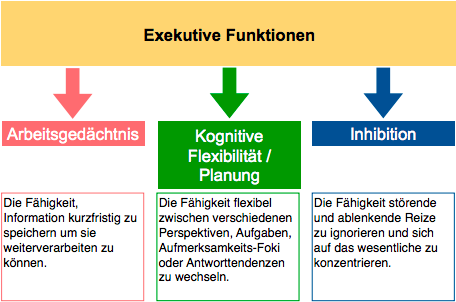 Exekutive Funktionen
Arbeitsgedächtnis
Kognitive
Flexibilität /
Planung
Inhibition
Die Fähigkeit,
Information kurzfristig zu
speichern um sie
weiterverarbeiten zu
können.
Die Fähigkeit flexibel
zwischen verschiedenen
Perspektiven, Aufgaben,
Aufmerksamkeits-Foki
oder Antworttendenzen
zu wechseln.
Die Fähigkeit störende
und ablenkende Reize
zu ignorieren und sich
auf das wesentliche zu
konzentrieren.